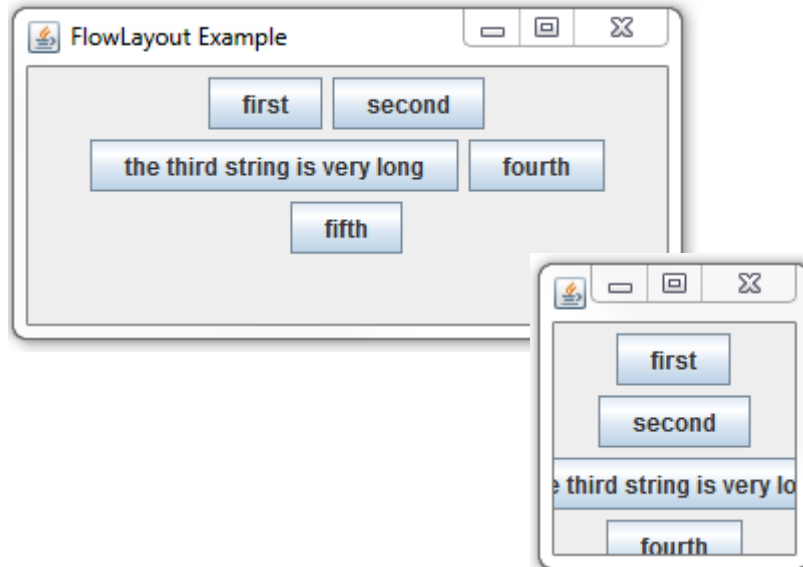 FlowLayout Example
first second
the third string is very long fourth
fifth
first
second
third string is very lo
fourth